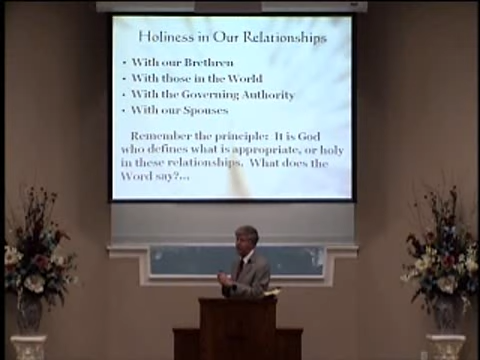 Holiness in Our Relationships
• With our Brethren
• With those in the World
• With the Governing Authority
• With our Spouses
Remember the principle: It is God
who defines what is appropriate, or holy
in these relationships. What does the
Word say?...